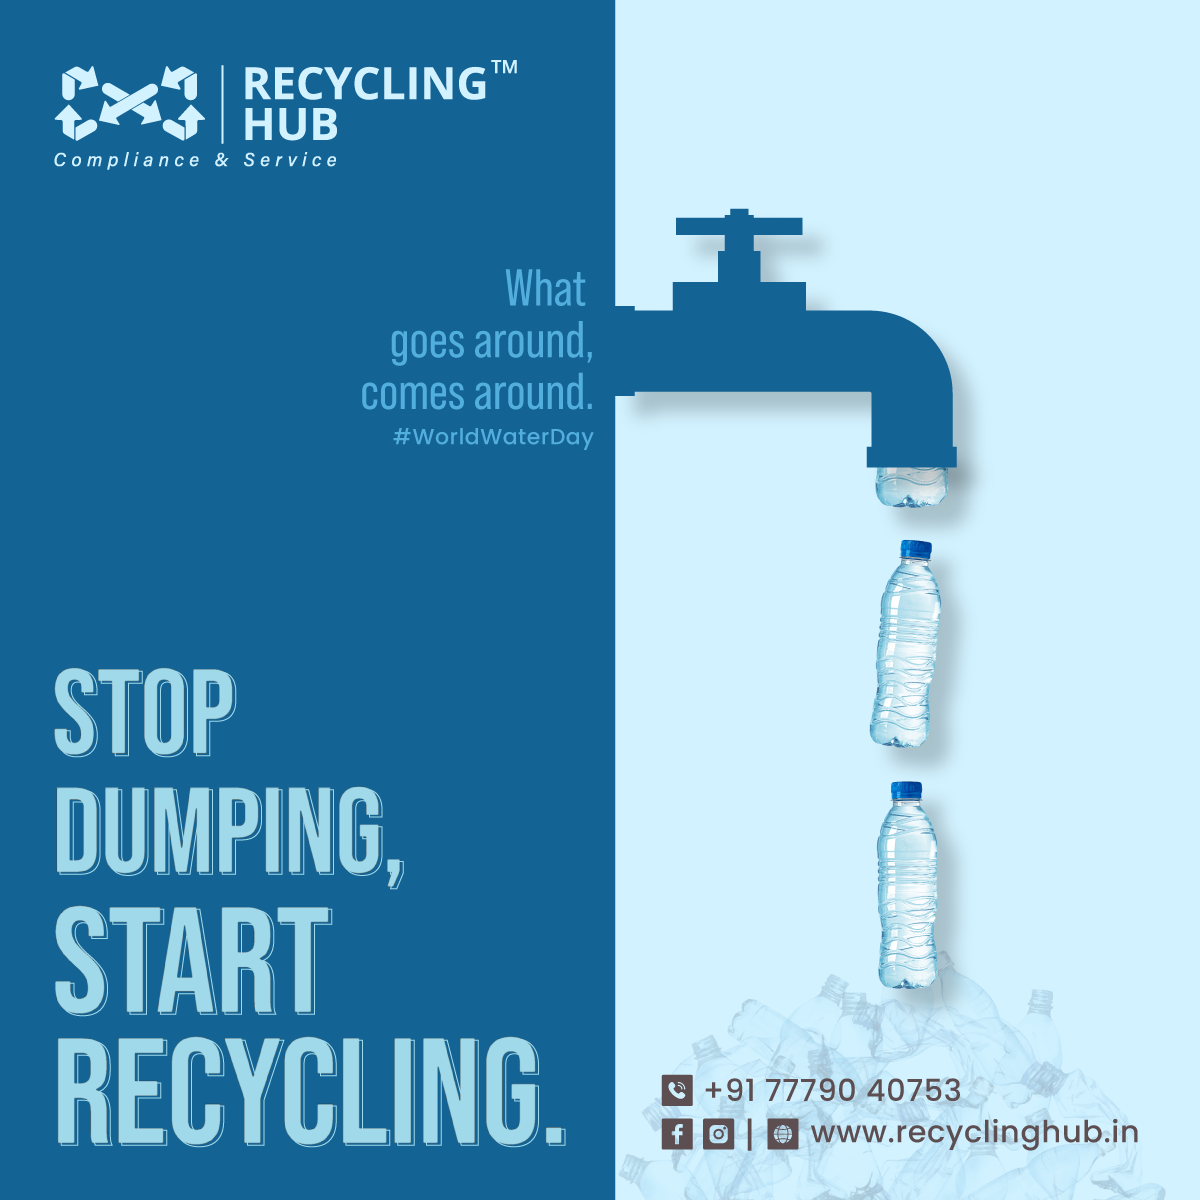 RECYCLING™
HUB
Compliance & Service
What
goes around,
comes around.
#WorldWaterDay
STOP
DUMPING,
START
RECYCLING.
+91 77790 40753
| www.recyclinghub.in